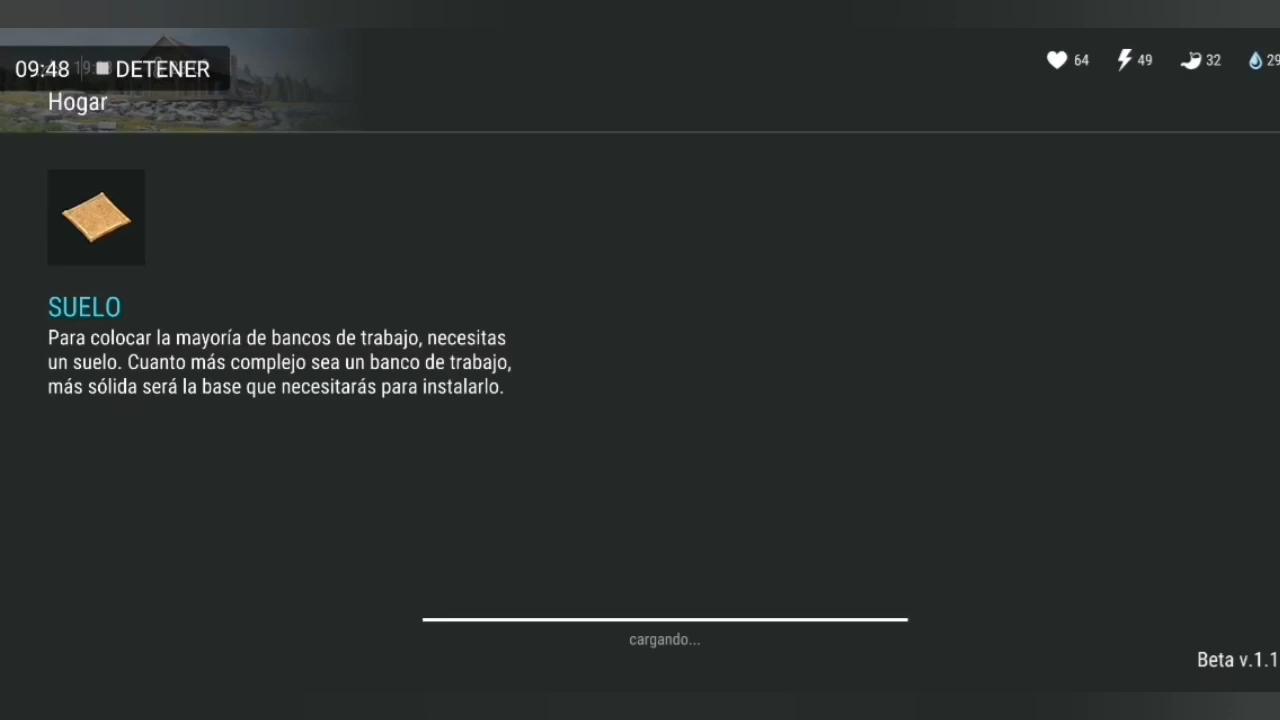 09:48
DETENER
Hogar
64
49
32
29
SUELO
Para colocar la mayoría de bancos de trabajo, necesitas
un suelo. Cuanto más complejo sea un banco de trabajo,
más sólida será la base que necesitarás para instalarlo.
cargando...
Beta v.1.1